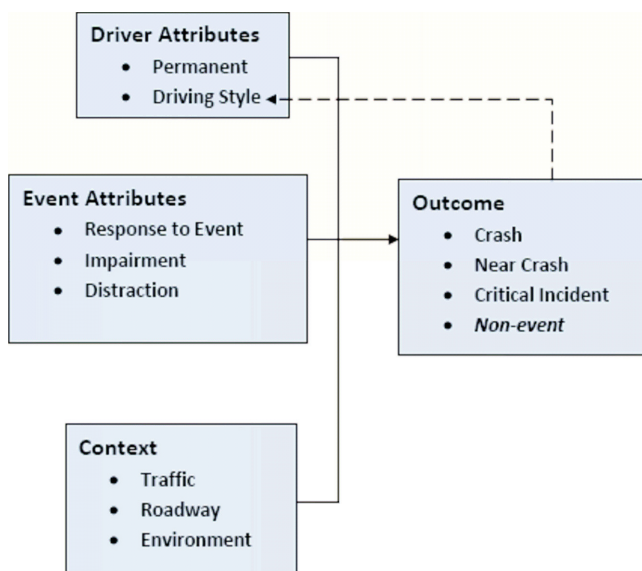 Driver Attributes
• Permanent
• Driving Style
Event Attributes
• Response to Event
• Impairment
• Distraction
Outcome
• Crash
• Near Crash
• Critical Incident
• Non-event
Context
• Traffic
• Roadway
• Environment